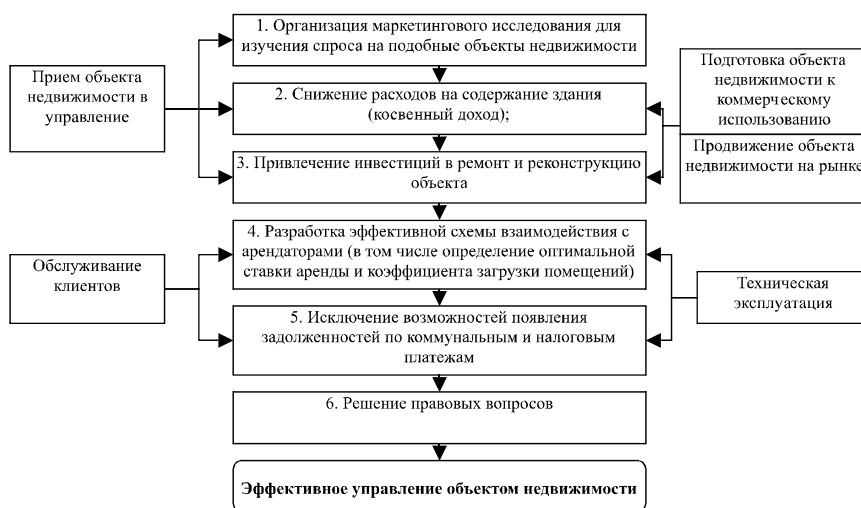 1. Организация маркетингового исследования для
изучения спроса на подобные объекты недвижимости
Прием объекта
недвижимости в
управление
2. Снижение расходов на содержание здания
(косвенный доход);
Подготовка объекта
недвижимости к
коммерческому
использованию
Продвижение объекта
недвижимости на рынке
3. Привлечение инвестиций в ремонт и реконструкцию
объекта
4. Разработка эффективной схемы взаимодействия с
арендаторами (в том числе определение оптимальной
ставки аренды и коэффициента загрузки помещений)
Обслуживание
клиентов
Техническая
эксплуатация
5. Исключение возможностей появления
задолженностей по коммунальным и налоговым
платежам
6. Решение правовых вопросов
Эффективное управление объектом недвижимости